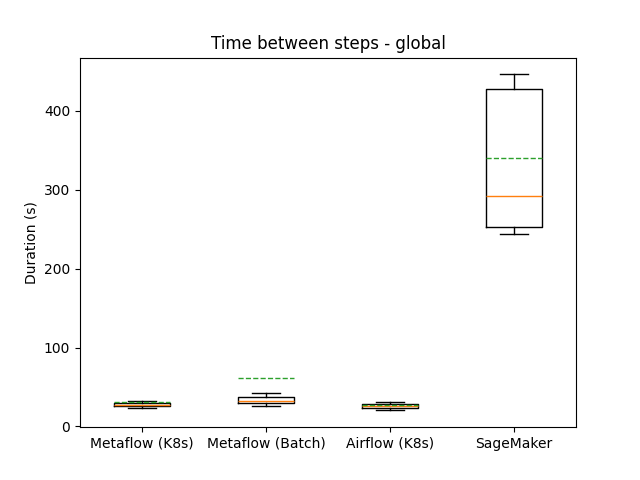 Time between steps - global
Duration (s)
400
300
200
100
0
Metaflow (K8s) Metaflow (Batch) Airflow (K8s) SageMaker